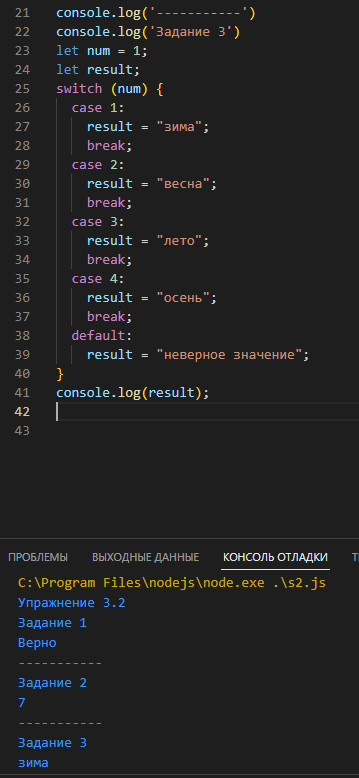 21 console.log('-----------')
22 console.log('Задание 3')
23 let num = 1;
24 let result;
25 switch (num) {
26 case 1:
27 result = "зима";
28 break;
29 case 2:
30 result = "весна";
31 break;
32 case 3:
33 result = "лето";
34 break;
35 case 4:
36 result = "осень";
37 break;
38 default:
39 result = "неверное значение";
40 }
41 console.log(result);
42
43
ПРОБЛЕМЫ ВЫХОДНЫЕ ДАННЫЕ КОНСОЛЬ ОТЛАДКИ
C:\Program Files\nodejs\node.exe .\s2.js
Упражнение 3.2
Задание 1
Верно
-----------
Задание 2
7
-----------
Задание 3
зима